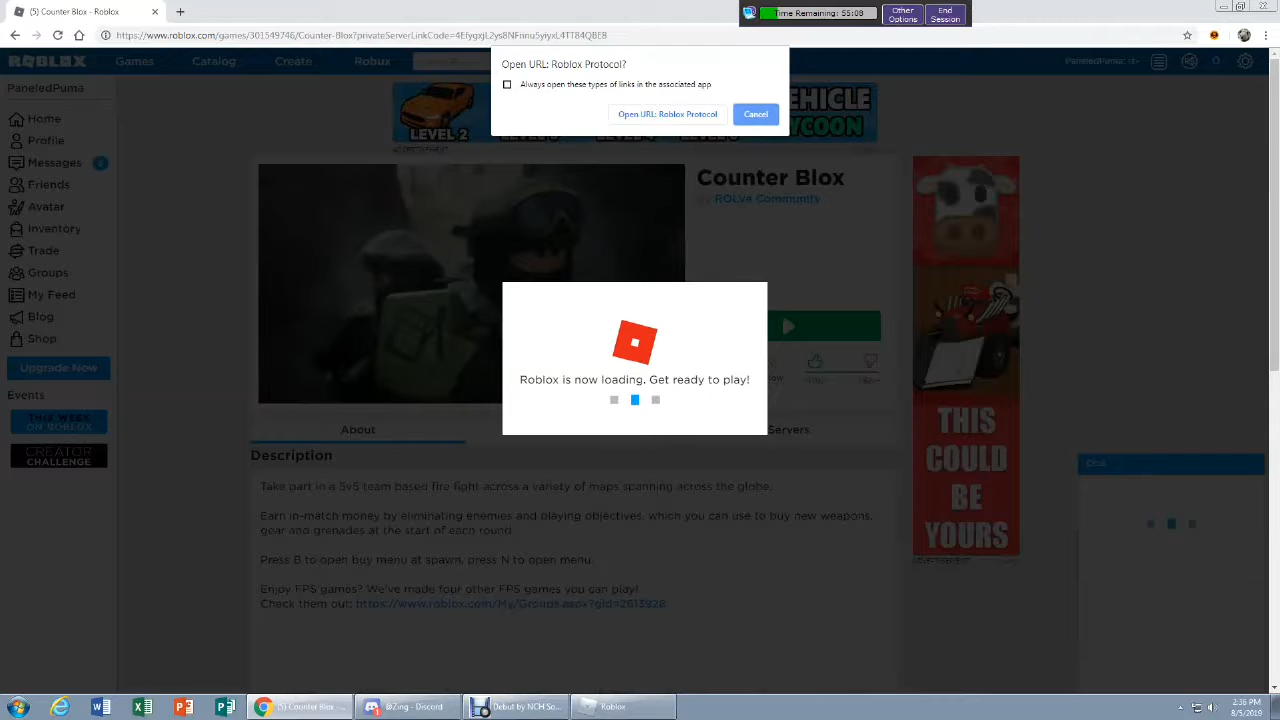 (5) Counter Blox - Roblox
Time Remaining: 55:08
Other Options
End Session
ROBLOX
Games
Catalog
Create
Robux
Open URL: Roblox Protocol?
Always open these types of links in the associated app
Open URL: Roblox Protocol
Cancel
PaneledPuma
Home
Profile
Messages
Friends
Avatar
Inventory
Trade
Groups
My Feed
Blog
Shop
Upgrade Now
Events
THIS WEEK
ON ROBLOX
CREATOR
CHALLENGE
LEVEL 2
VEHICLE
TYCOON
ADVERTISEMENT
Counter Blox
By ROLve Community
Roblox is now loading. Get ready to play!
About
Servers
Description
Take part in a 5v5 team based fire fight across a variety of maps spanning across the globe.
Earn in-match money by eliminating enemies and playing objectives, which you can use to buy new weapons,
gear and grenades at the start of each round.
Press B to open buy menu at spawn, press N to open menu.
Enjoy FPS games? We've made four other FPS games you can play!
Check them out: https://www.roblox.com/My/Groups.aspx?gid=2613928
THIS
COULD
BE
YOURS
ADVERTISEMENT
Chat
(5) Counter Blox ...
@Zing - Discord
Debut by NCH So...
Roblox
2:36 PM
8/5/2019